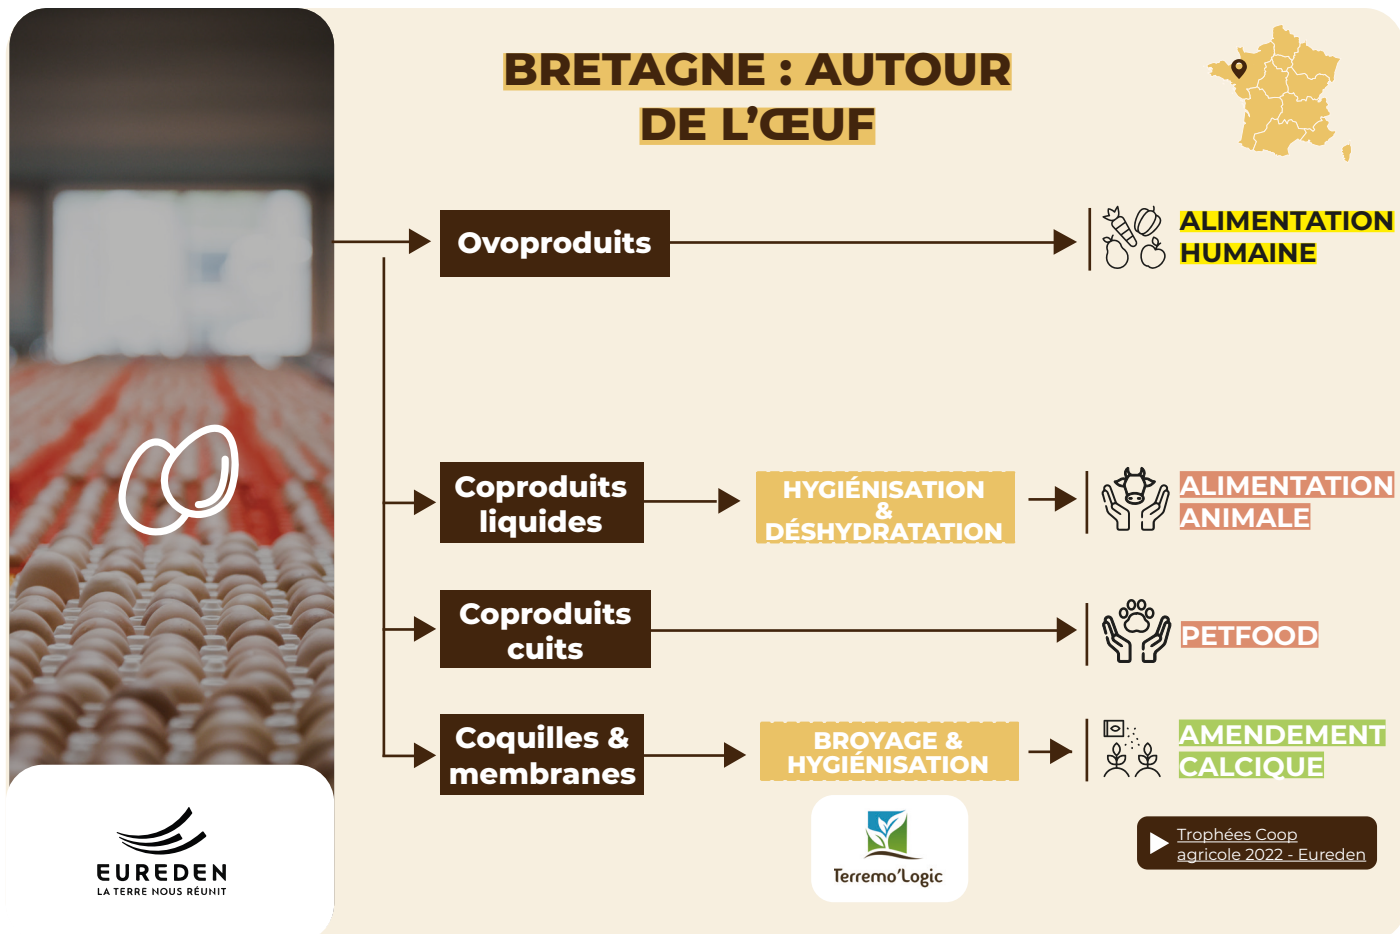 BRETAGNE : AUTOUR
DE L’ŒUF
Ovoproduits
ALIMENTATION
HUMAINE
Coproduits
liquides
HYGIÉNISATION
&
DÉSHYDRATATION
ALIMENTATION
ANIMALE
Coproduits
cuits
PETFOOD
Coquilles &
membranes
BROYAGE &
HYGIÉNISATION
AMENDEMENT
CALCIQUE
EUREDEN
LA TERRE NOUS RÉUNIT
Terremo’Logic
Trophées Coop
agricole 2022 - Eureden